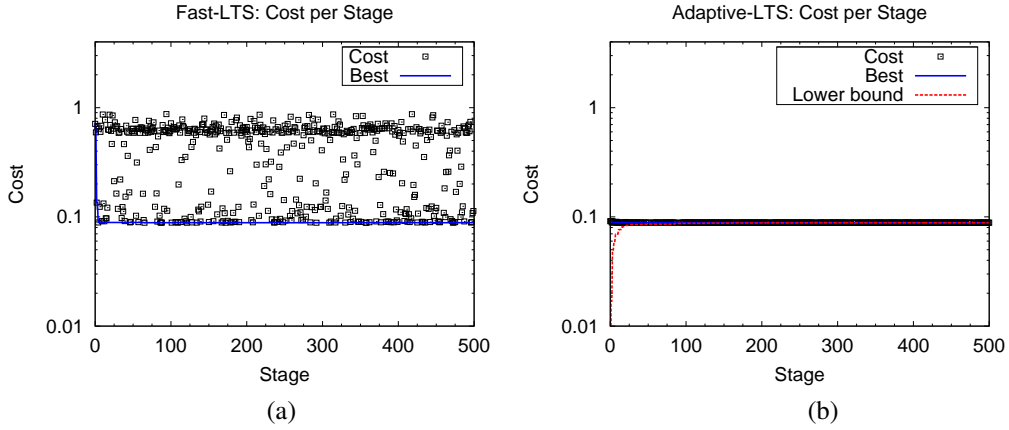 Fast-LTS: Cost per Stage
Cost
Best
1
0.1
0.01
Cost
0 100 200 300 400 500
Stage
(a)
Adaptive-LTS: Cost per Stage
Cost
Best
Lower bound
1
0.1
0.01
Cost
0 100 200 300 400 500
Stage
(b)